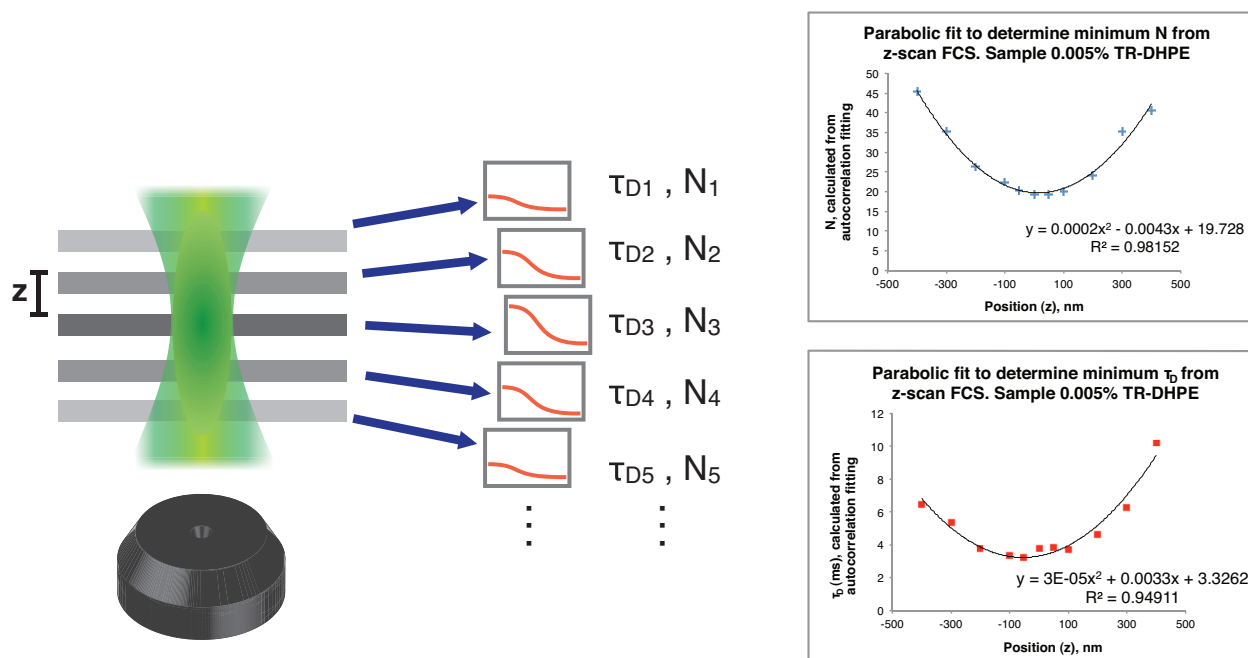 z
τD1 , N1
τD2 , N2
τD3 , N3
τD4 , N4
τD5 , N5
Parabolic fit to determine minimum N from
z-scan FCS. Sample 0.005% TR-DHPE
N, calculated from
autocorrelation fitting
50
45
40
35
30
25
20
15
10
5
0
-500
-300
-100
100
300
500
y = 0.0002x² - 0.0043x + 19.728
R² = 0.98152
Position (z), nm
Parabolic fit to determine minimum τD from
z-scan FCS. Sample 0.005% TR-DHPE
τD (ms), calculated from
autocorrelation fitting
12
10
8
6
4
2
0
-500
-300
-100
100
300
500
y = 3E-05x² + 0.0033x + 3.3262
R² = 0.94911
Position (z), nm